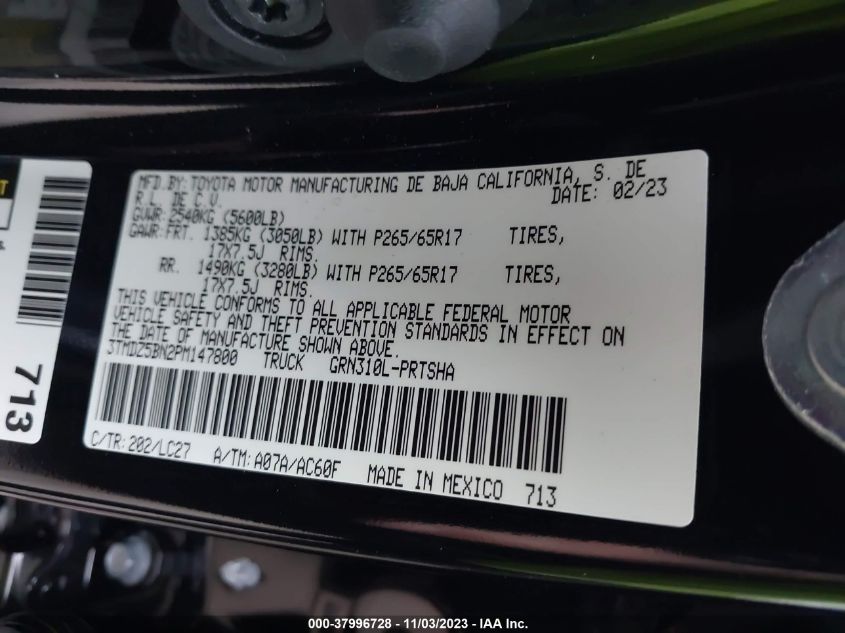 MFD.BY: TOYOTA MOTOR MANUFACTURING DE BAJA CALIFORNIA, S. DE
R.L. DE C.V. DATE: 02/23
GVWR: 2540KG (5600LB)
GAWR: FRT. 1385KG (3050LB) WITH P265/65R17 TIRES,
17X7.5J RIMS.
RR. 1490KG (3280LB) WITH P265/65R17 TIRES,
17X7.5J RIMS.
THIS VEHICLE CONFORMS TO ALL APPLICABLE FEDERAL MOTOR
VEHICLE SAFETY AND THEFT PREVENTION STANDARDS IN EFFECT ON
THE DATE OF MANUFACTURE SHOWN ABOVE.
3TMDZ5BN2PM147800 TRUCK GRN310L-PRTSHA
C/TR: 202/LC27 A/TM: A07A/AC60F MADE IN MEXICO 713
713
000-37996728 - 11/03/2023 - IAA Inc.